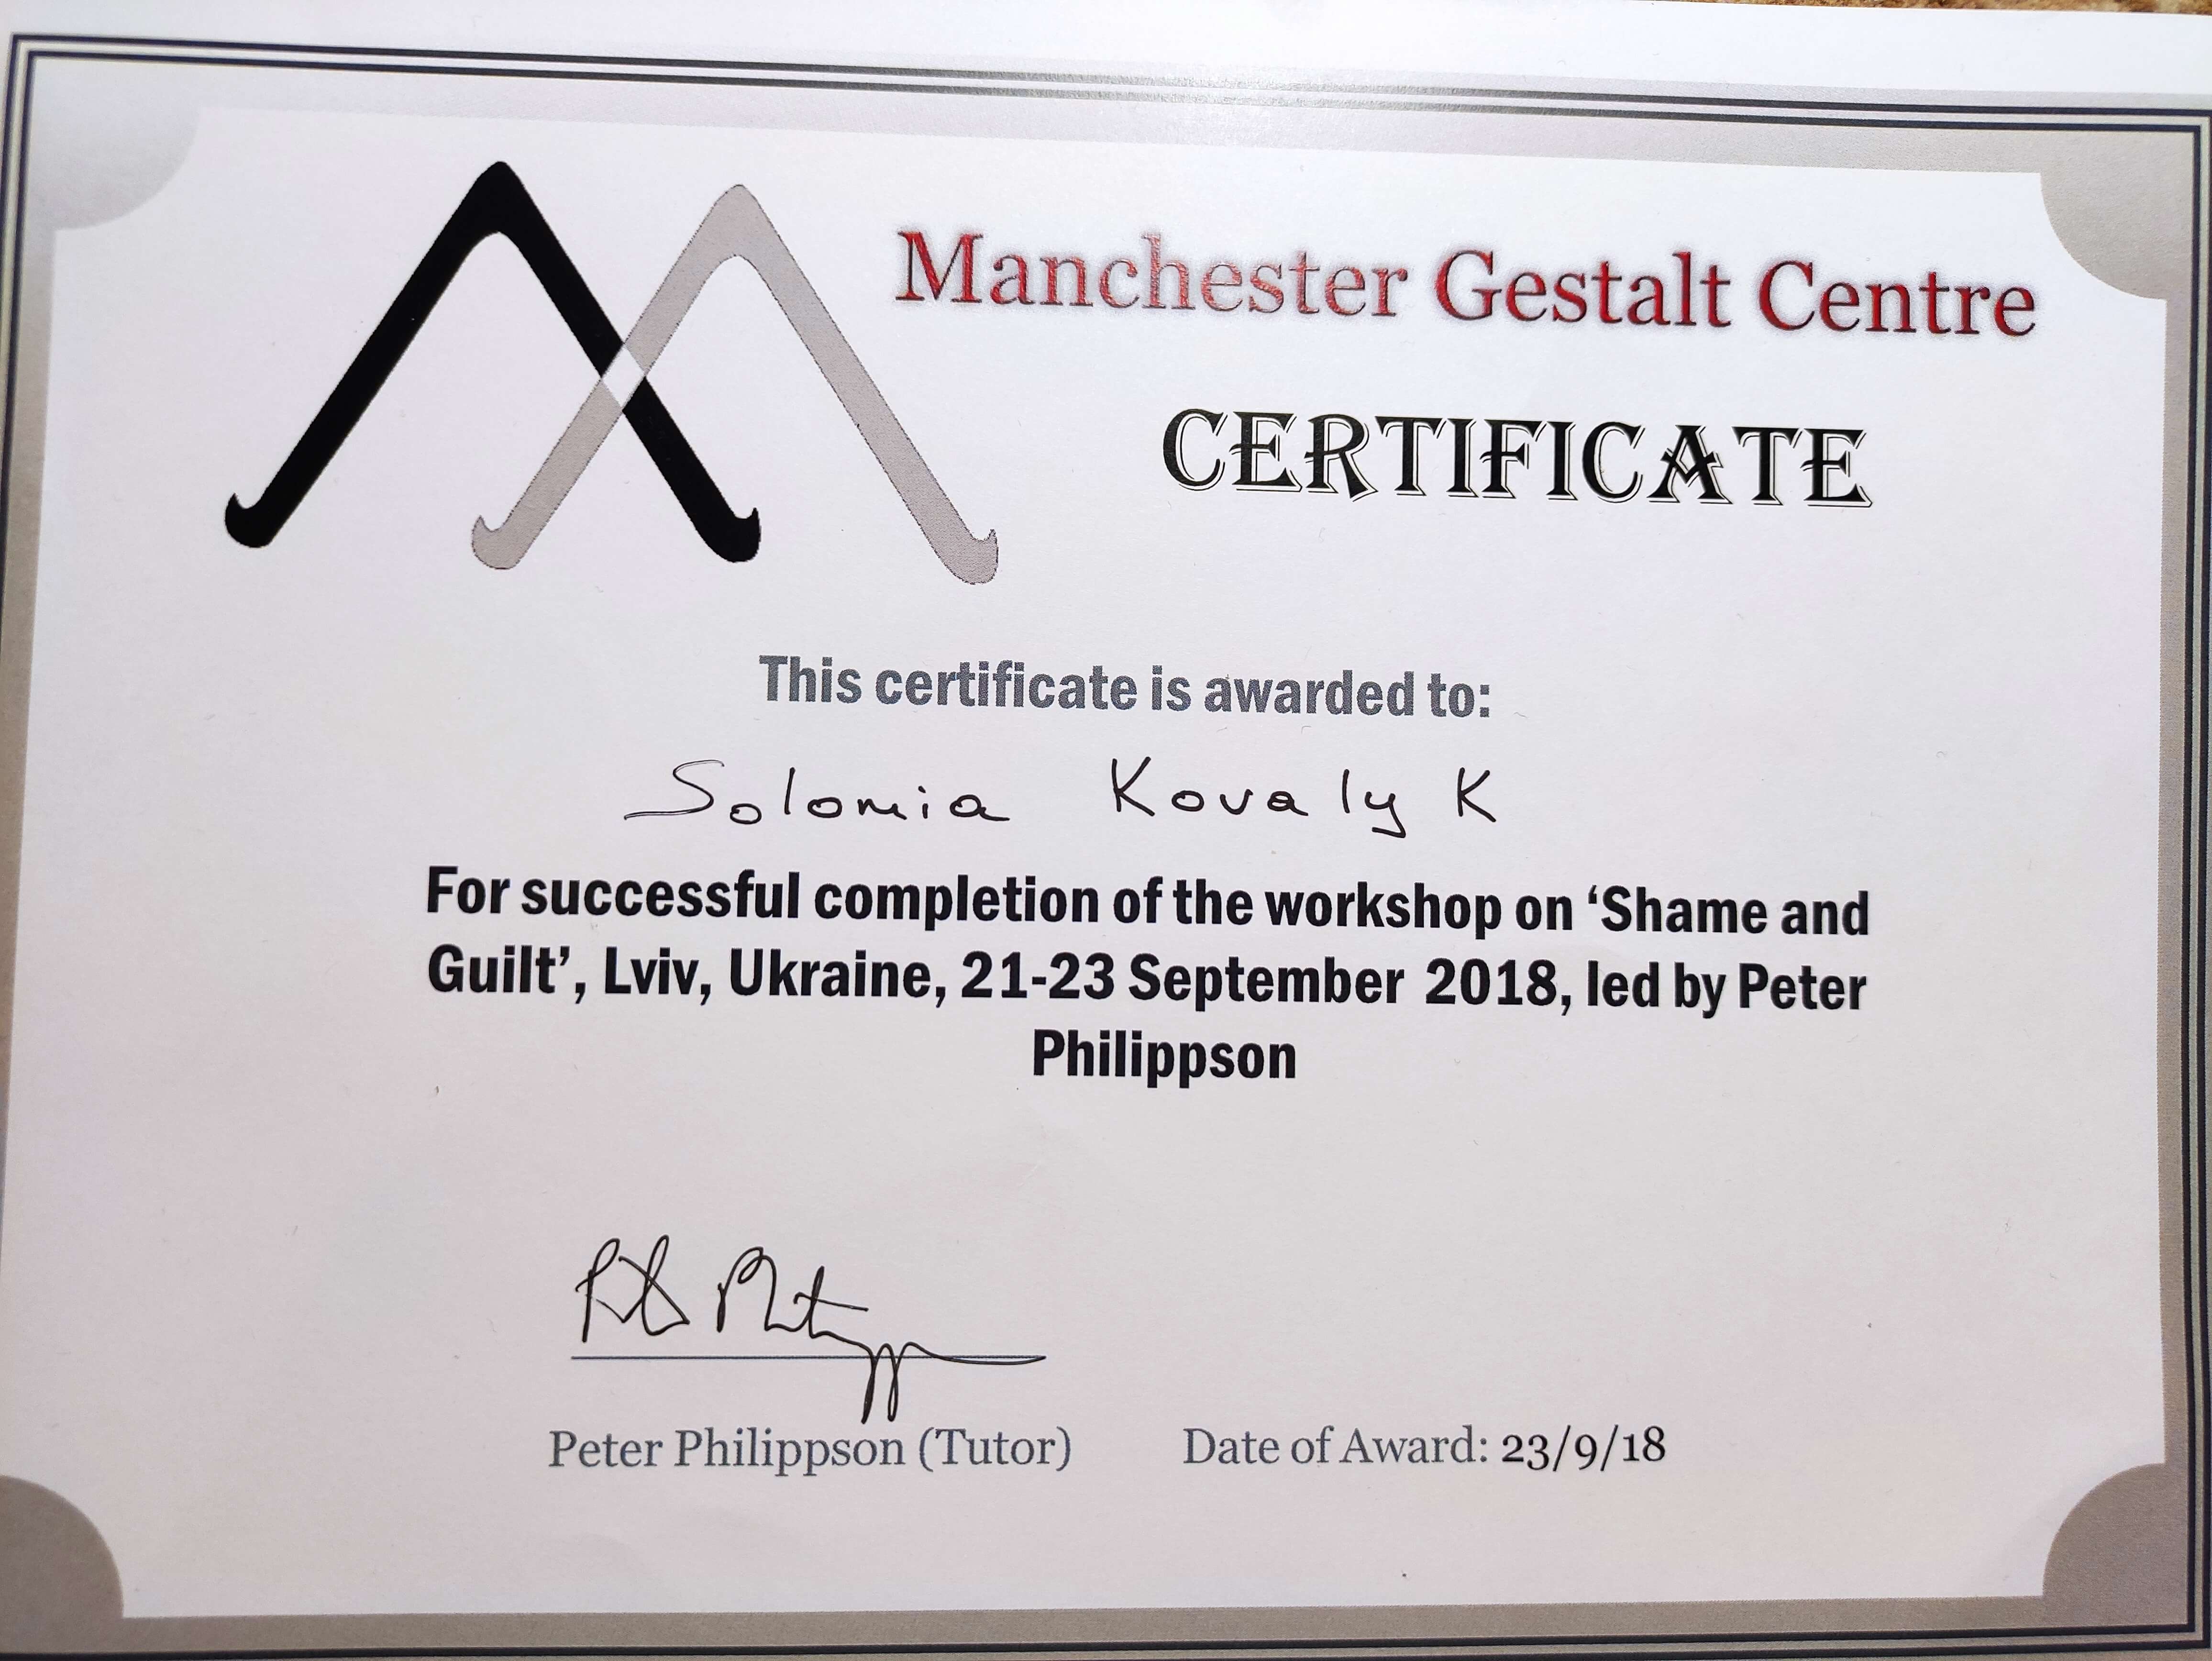 Manchester Gestalt Centre
CERTIFICATE
This certificate is awarded to:
Solomia Kovalyk
For successful completion of the workshop on ‘Shame and
Guilt’, Lviv, Ukraine, 21-23 September 2018, led by Peter
Philippson
Peter Philippson (Tutor)
Date of Award: 23/9/18